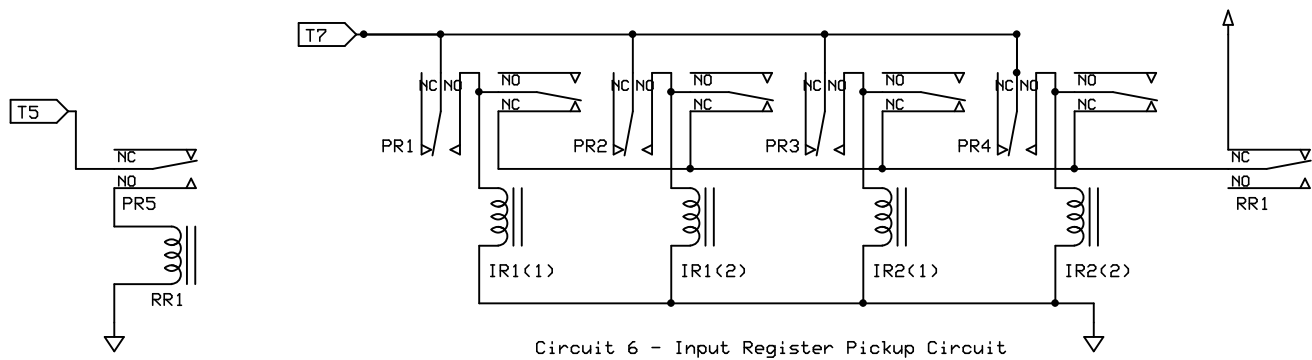 T7
NC NO
NO
NC
PR1
NC NO
NO
NC
PR2
NC NO
NO
NC
PR3
NC NO
NO
NC
PR4
T5
NC
NO
PR5
RR1
NC
NO
RR1
IR1(1)
IR1(2)
IR2(1)
IR2(2)
Circuit 6 - Input Register Pickup Circuit